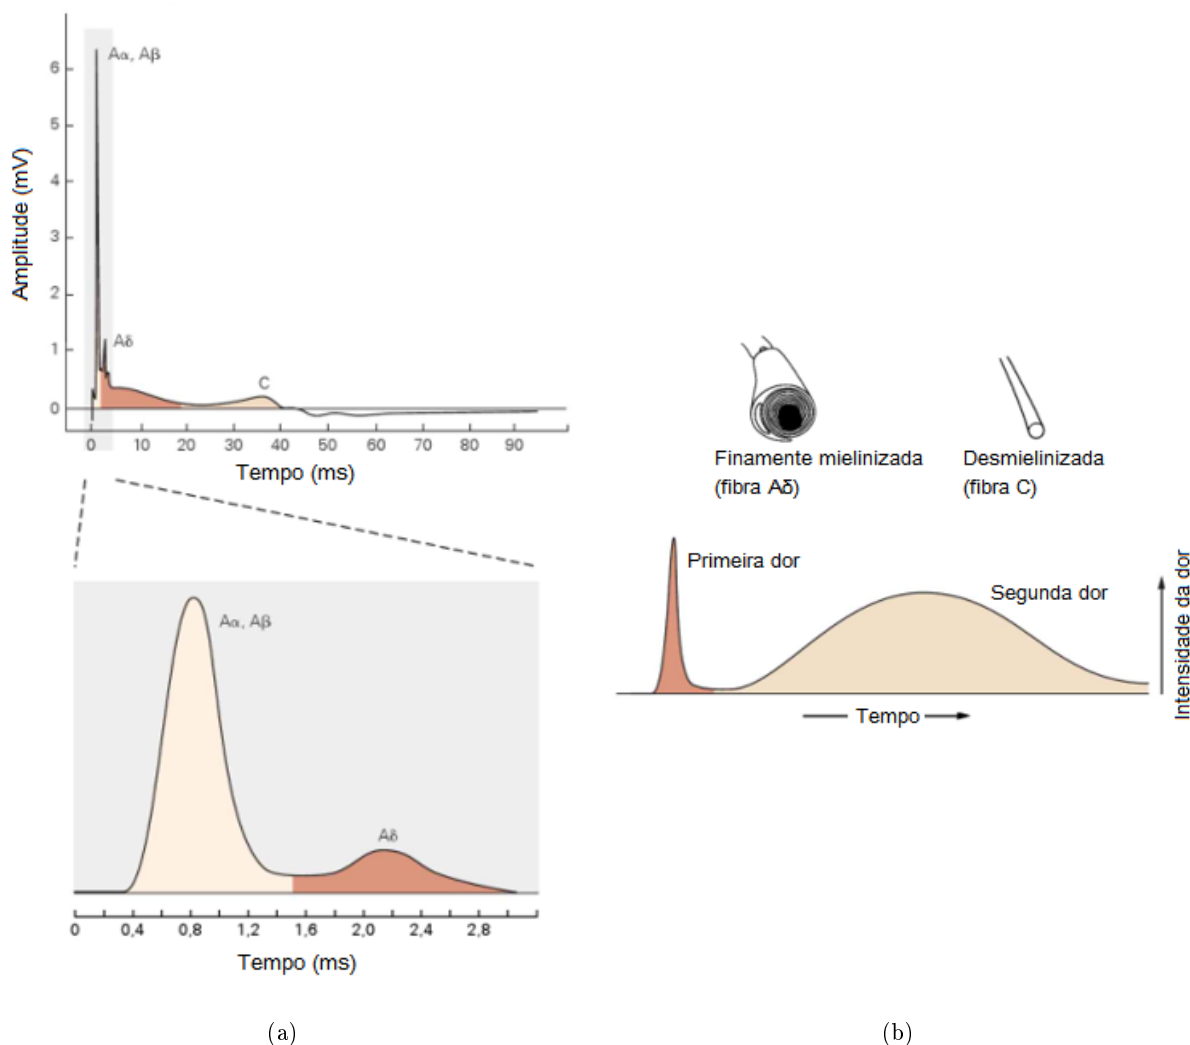 Amplitude (mV)
6
5
4
3
2
1
0
Aα, Aβ
Aδ
C
0 10 20 30 40 50 60 70 80 90
Tempo (ms)
Aα, Aβ
Aδ
0 0,4 0,8 1,2 1,6 2,0 2,4 2,8
Tempo (ms)
(a)
Finamente mielinizada
(fibra Aδ)
Desmielinizada
(fibra C)
Primeira dor
Segunda dor
Intensidade da dor
Tempo
(b)